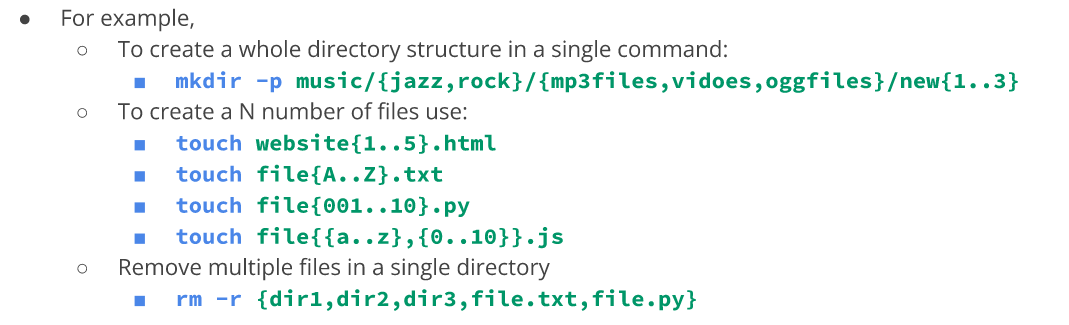 ● For example,
○ To create a whole directory structure in a single command:
■ mkdir -p music/{jazz,rock}/{mp3files,vidoes,oggfiles}/new{1..3}
○ To create a N number of files use:
■ touch website{1..5}.html
■ touch file{A..Z}.txt
■ touch file{001..10}.py
■ touch file{{a..z},{0..10}}.js
○ Remove multiple files in a single directory
■ rm -r {dir1,dir2,dir3,file.txt,file.py}